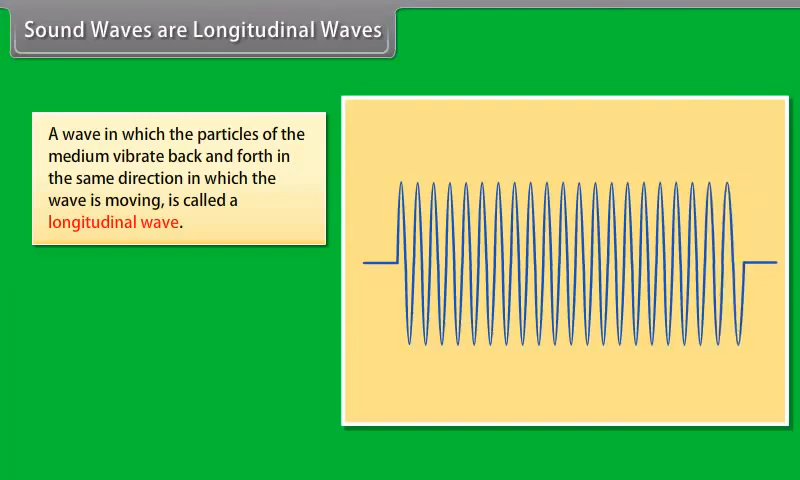 Sound Waves are Longitudinal Waves
A wave in which the particles of the
medium vibrate back and forth in
the same direction in which the
wave is moving, is called a
longitudinal wave.